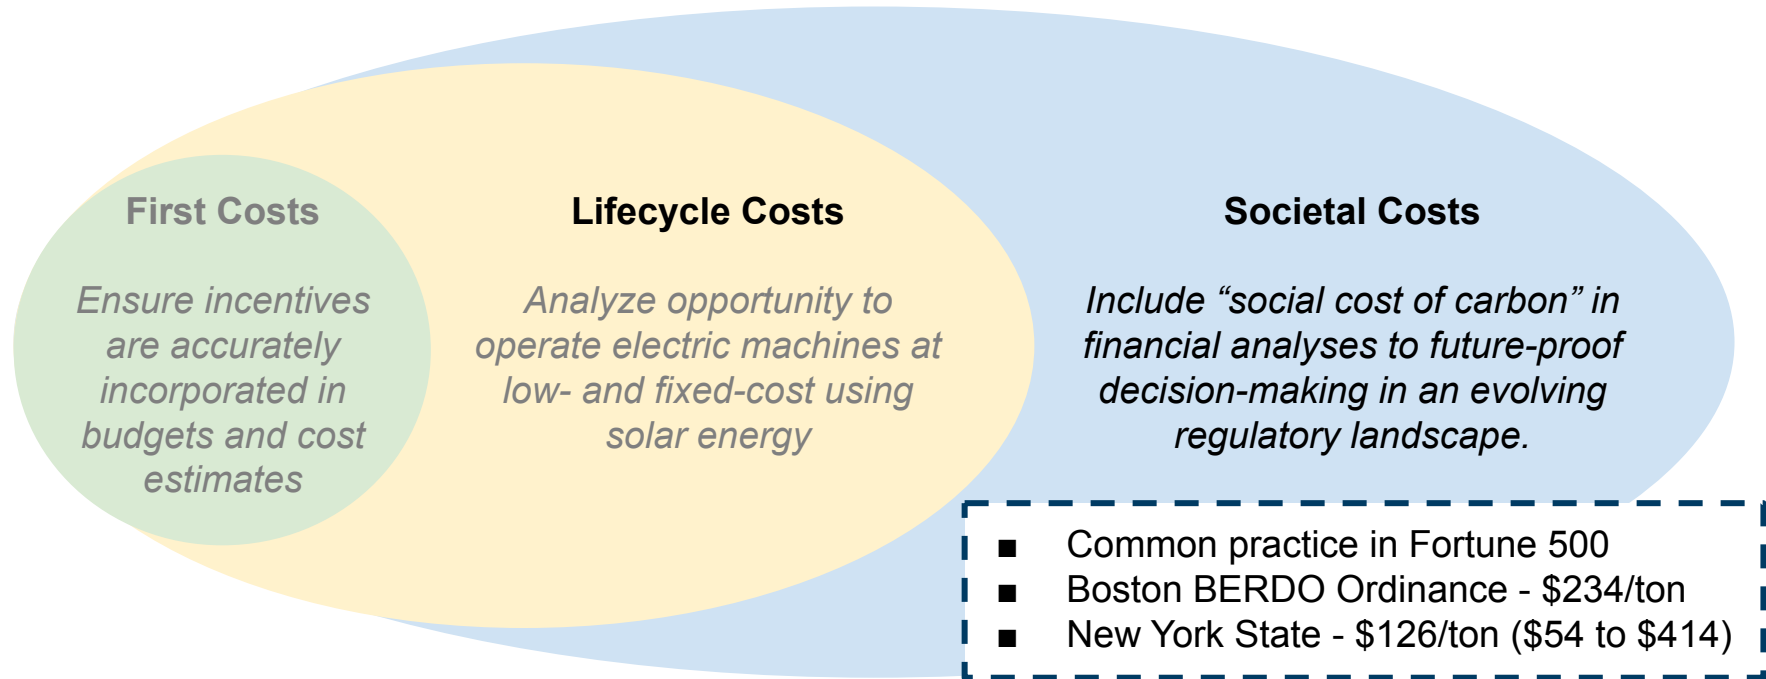 First Costs
Ensure incentives
are accurately
incorporated in
budgets and cost
estimates
Lifecycle Costs
Analyze opportunity to
operate electric machines at
low- and fixed-cost using
solar energy
Societal Costs
Include “social cost of carbon” in
financial analyses to future-proof
decision-making in an evolving
regulatory landscape.
■ Common practice in Fortune 500
■ Boston BERDO Ordinance - $234/ton
■ New York State - $126/ton ($54 to $414)